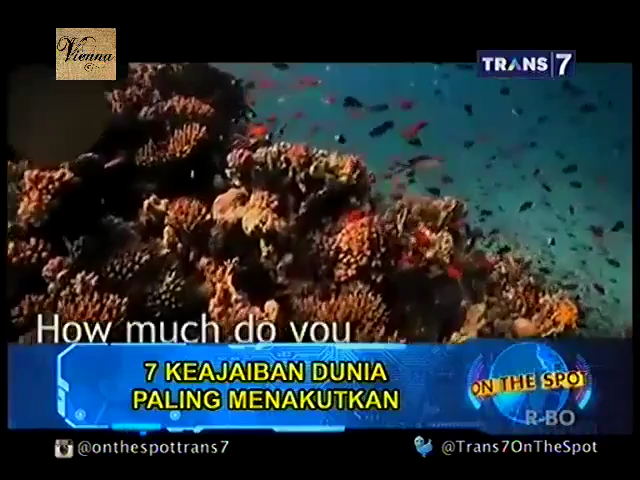 Vienna
TRANS 7
How much do you
7 KEAJAIBAN DUNIA
PALING MENAKUTKAN
ON THE SPOT
R-BO
@onthespottrans7
@Trans7OnTheSpot